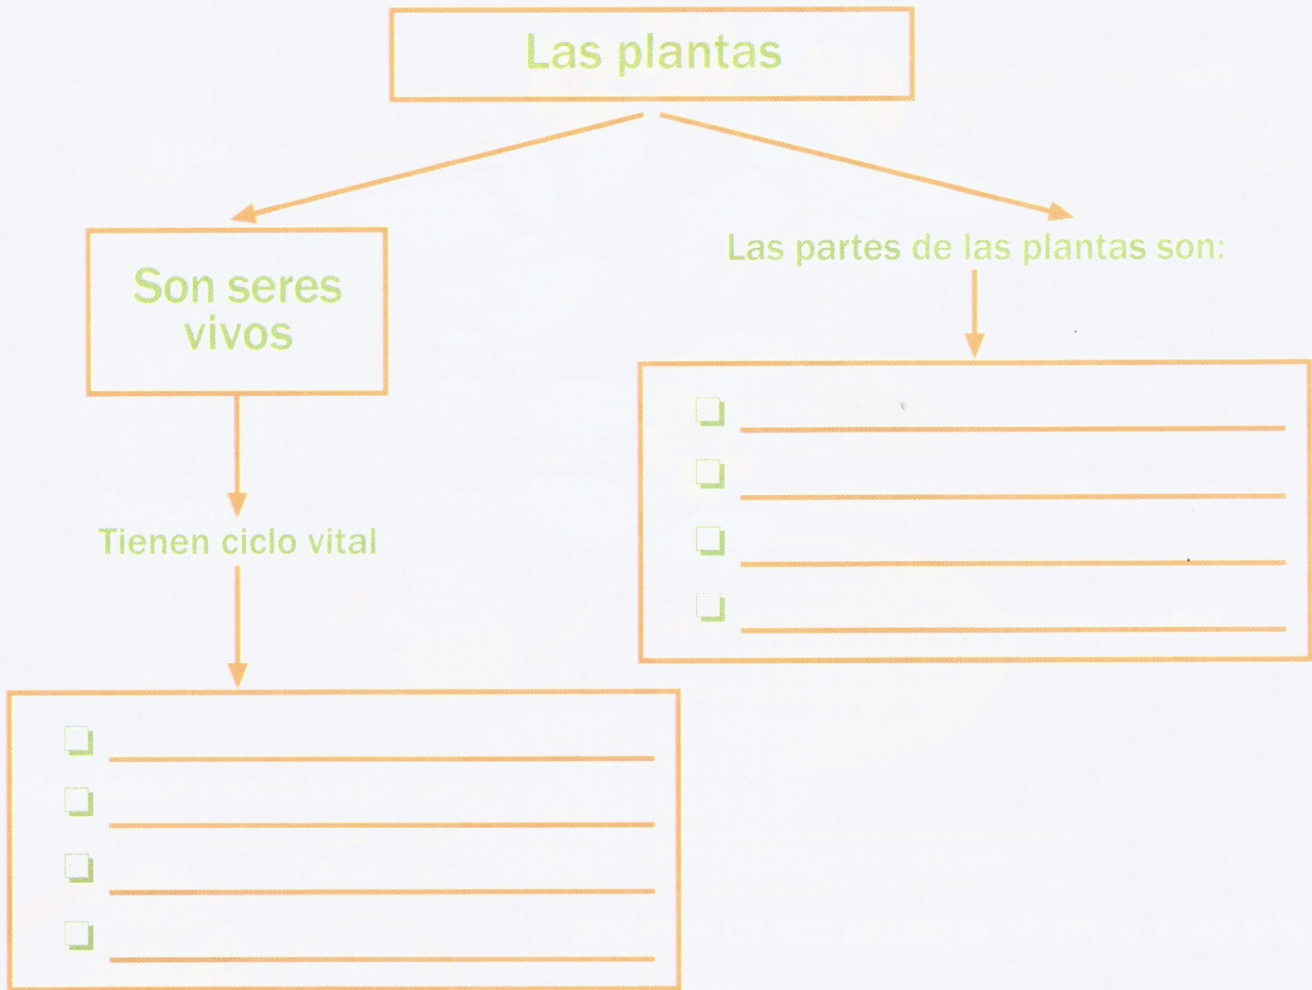 Las plantas
Son seres
vivos
Las partes de las plantas son:
Tienen ciclo vital